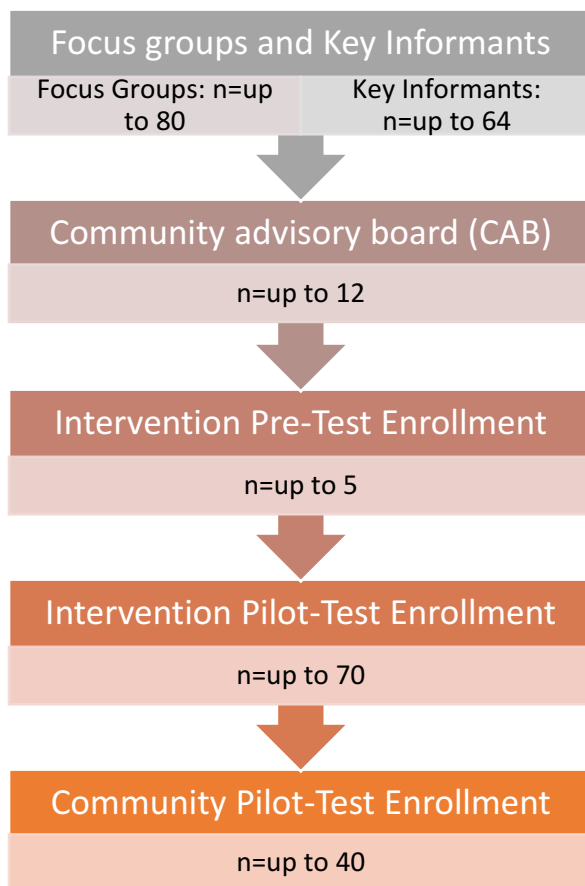 Focus groups and Key Informants
Focus Groups: n=up
to 80
Key Informants:
n=up to 64
Community advisory board (CAB)
n=up to 12
Intervention Pre-Test Enrollment
n=up to 5
Intervention Pilot-Test Enrollment
n=up to 70
Community Pilot-Test Enrollment
n=up to 40